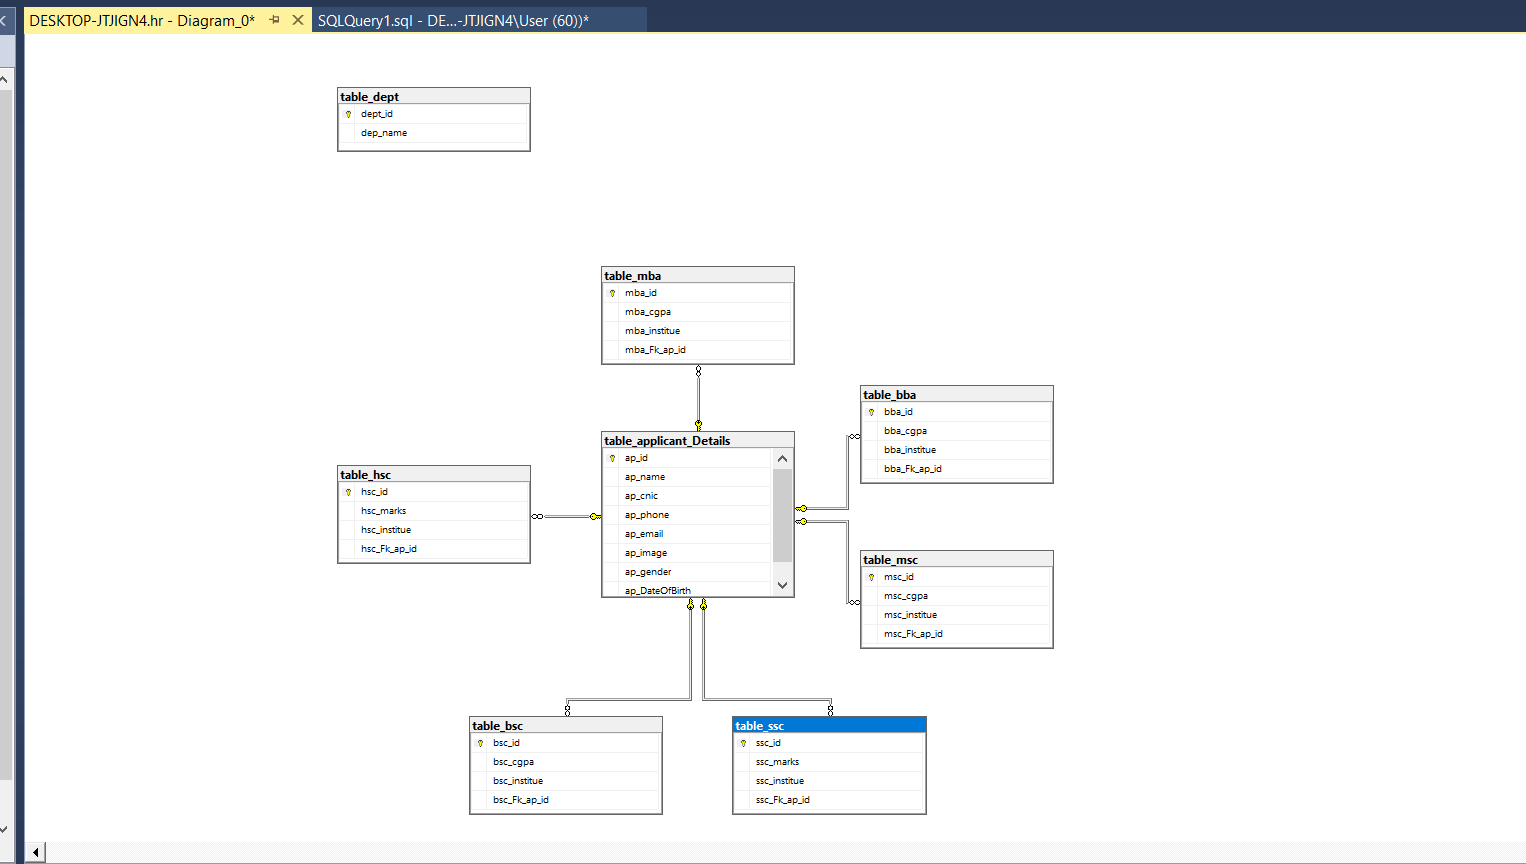 DESKTOP-JTJIGN4.hr - Diagram_0*
SQLQuery1.sql - DE...-JTJIGN4\User (60))*
table_dept
dept_id
dep_name
table_mba
mba_id
mba_cgpa
mba_institue
mba_Fk_ap_id
table_bba
bba_id
bba_cgpa
bba_institue
bba_Fk_ap_id
table_applicant_Details
ap_id
ap_name
ap_cnic
ap_phone
ap_email
ap_image
ap_gender
ap_DateOfBirth
table_hsc
hsc_id
hsc_marks
hsc_institue
hsc_Fk_ap_id
table_msc
msc_id
msc_cgpa
msc_institue
msc_Fk_ap_id
table_bsc
bsc_id
bsc_cgpa
bsc_institue
bsc_Fk_ap_id
table_ssc
ssc_id
ssc_marks
ssc_institue
ssc_Fk_ap_id